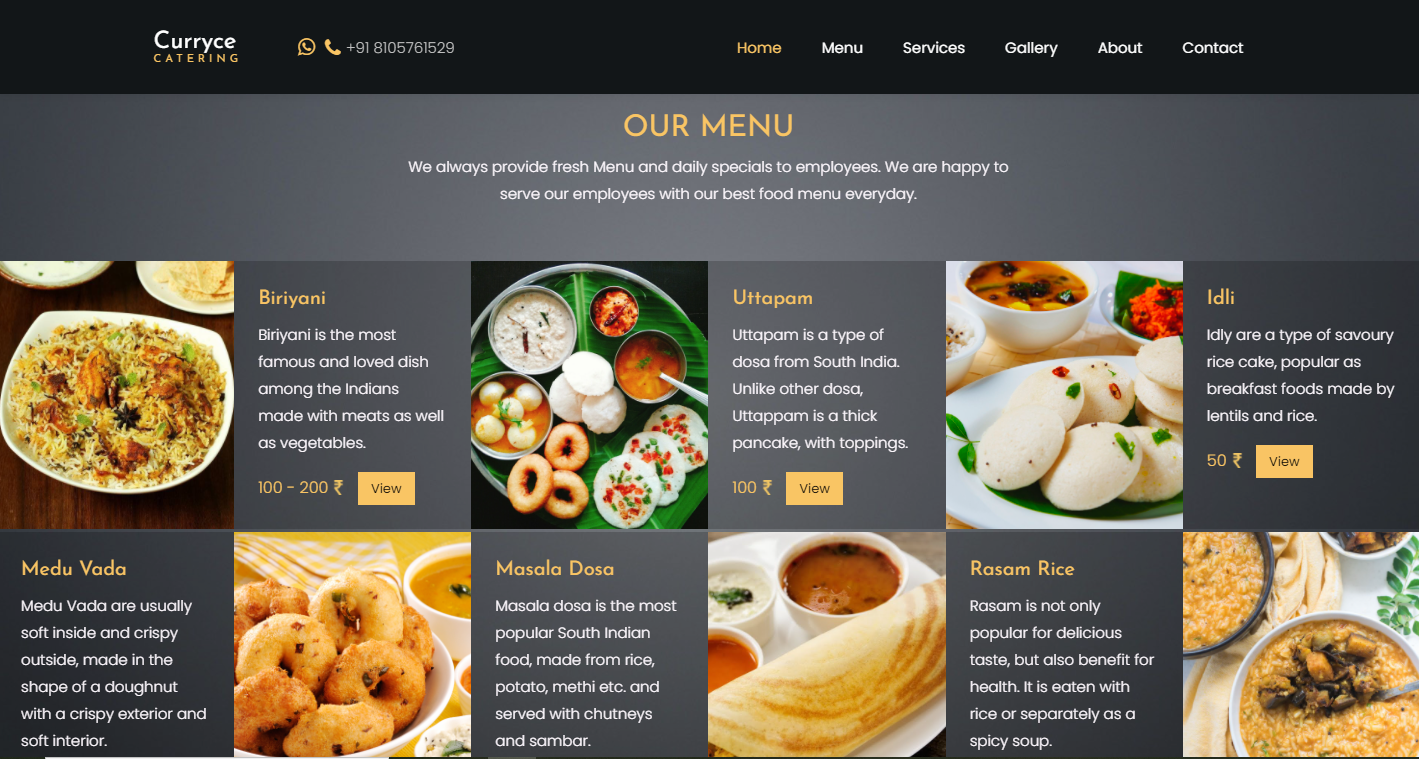 Curryce
CATERING
+91 8105761529
Home
Menu
Services
Gallery
About
Contact
OUR MENU
We always provide fresh Menu and daily specials to employees. We are happy to
serve our employees with our best food menu everyday.
Biriyani
Biriyani is the most
famous and loved dish
among the Indians
made with meats as well
as vegetables.
100 - 200 ₹
View
Uttapam
Uttapam is a type of
dosa from South India.
Unlike other dosa,
Uttappam is a thick
pancake, with toppings.
100 ₹
View
Idli
Idly are a type of savoury
rice cake, popular as
breakfast foods made by
lentils and rice.
50 ₹
View
Medu Vada
Medu Vada are usually
soft inside and crispy
outside, made in the
shape of a doughnut
with a crispy exterior and
soft interior.
Masala Dosa
Masala dosa is the most
popular South Indian
food, made from rice,
potato, methi etc. and
served with chutneys
and sambar.
Rasam Rice
Rasam is not only
popular for delicious
taste, but also benefit for
health. It is eaten with
rice or separately as a
spicy soup.